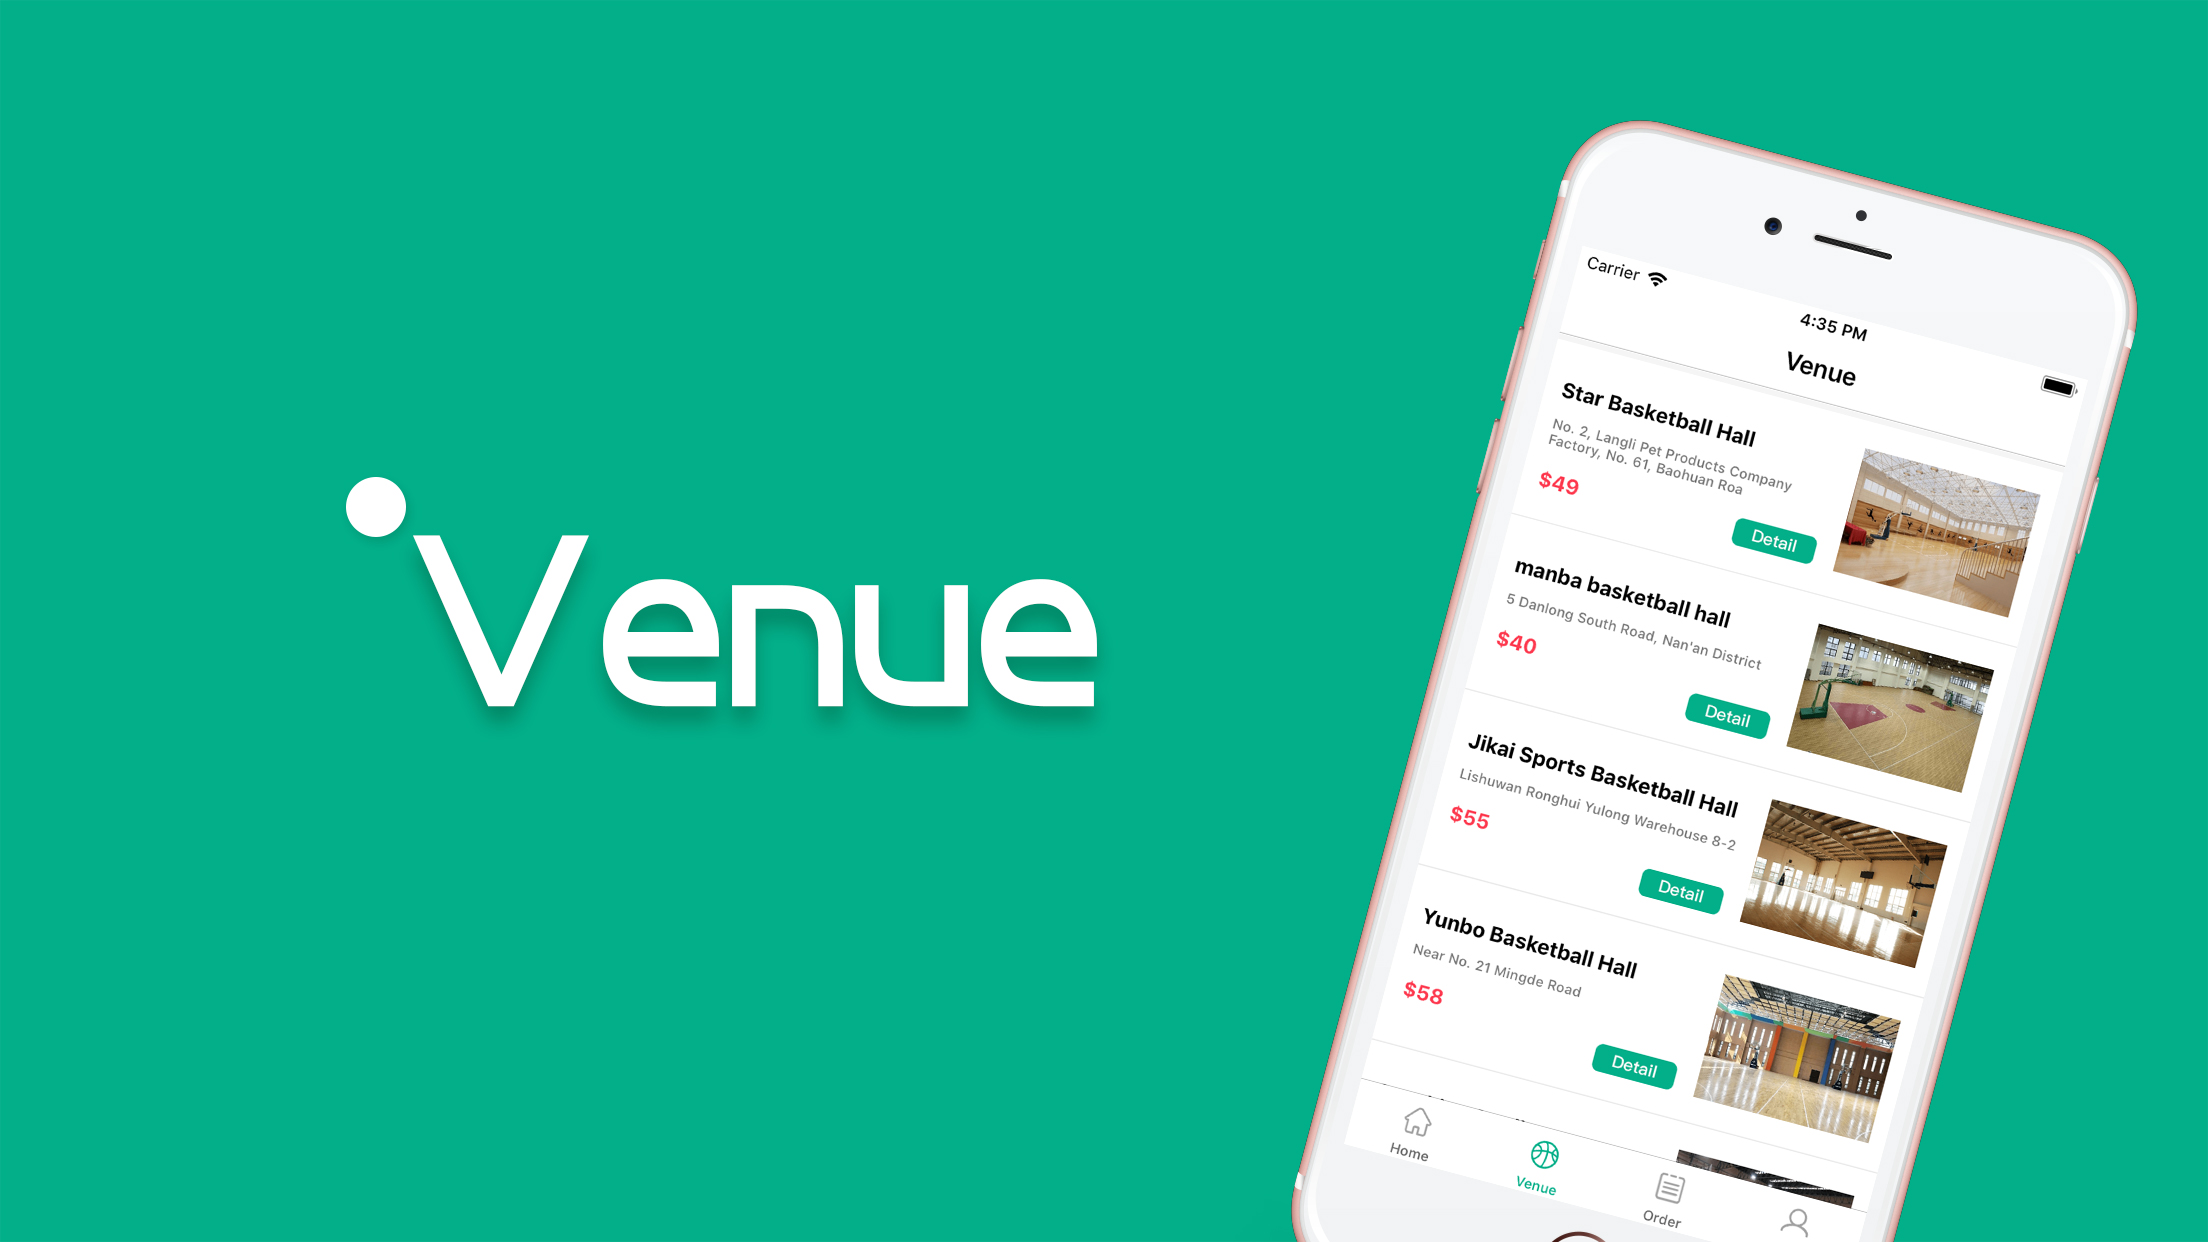 Venue
Carrier
4:35 PM
Venue
Star Basketball Hall
No. 2, Langli Pet Products Company
Factory, No. 61, Baohuan Roa
$49
Detail
manba basketball hall
5 Danlong South Road, Nan'an District
$40
Detail
Jikai Sports Basketball Hall
Lishuwan Ronghui Yulong Warehouse 8-2
$55
Detail
Yunbo Basketball Hall
Near No. 21 Mingde Road
$58
Detail
Home
Venue
Order